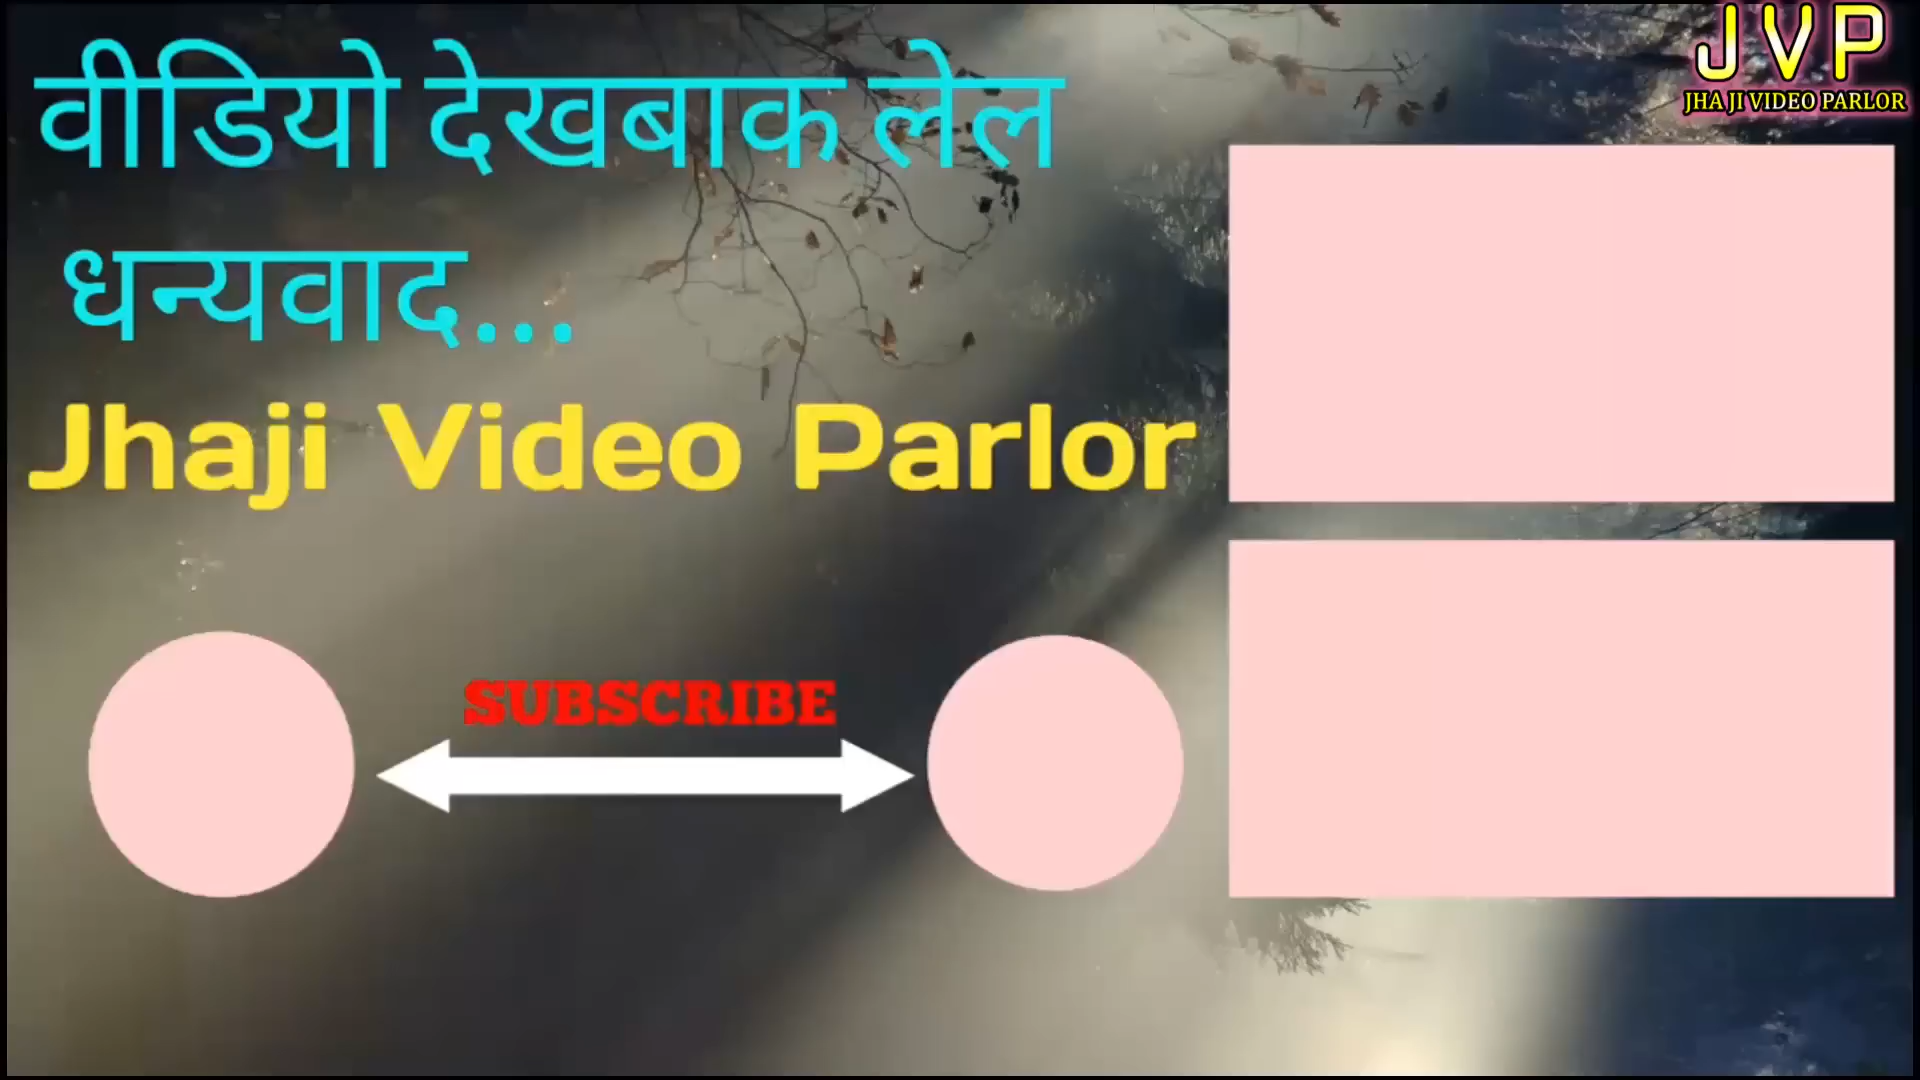 वीडियो देखबाक लेल
धन्यवाद...
Jhaji Video Parlor
SUBSCRIBE
JVP
JHA JI VIDEO PARLOR